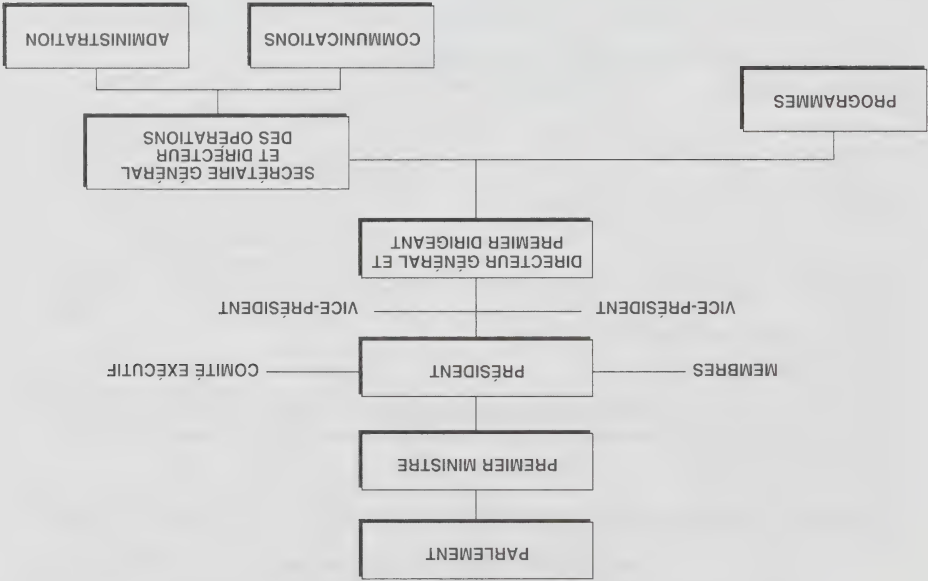 PARLEMENT
PREMIER MINISTRE
MEMBRES
PRÉSIDENT
COMITÉ EXÉCUTIF
VICE-PRÉSIDENT
VICE-PRÉSIDENT
DIRECTEUR GÉNÉRAL ET
PREMIER DIRIGEANT
SECRÉTAIRE GÉNÉRAL
ET DIRECTEUR
DES OPERATIONS
PROGRAMMES
COMMUNICATIONS
ADMINISTRATION